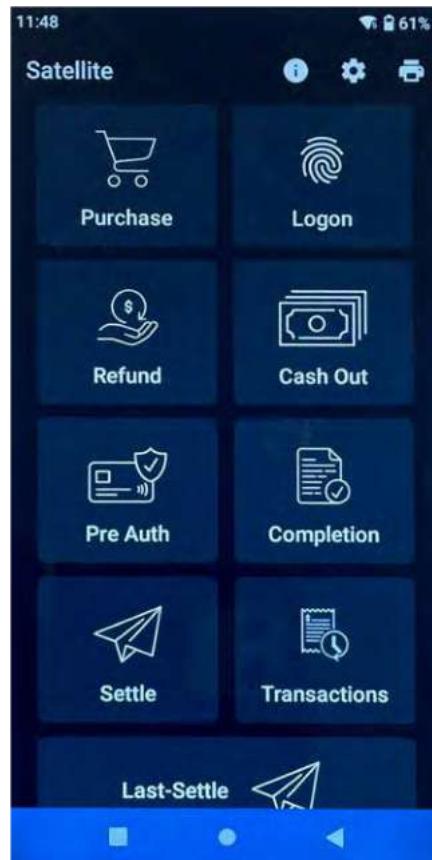 11:48 61%
Satellite
Purchase Logon
Refund Cash Out
Pre Auth Completion
Settle Transactions
Last-Settle